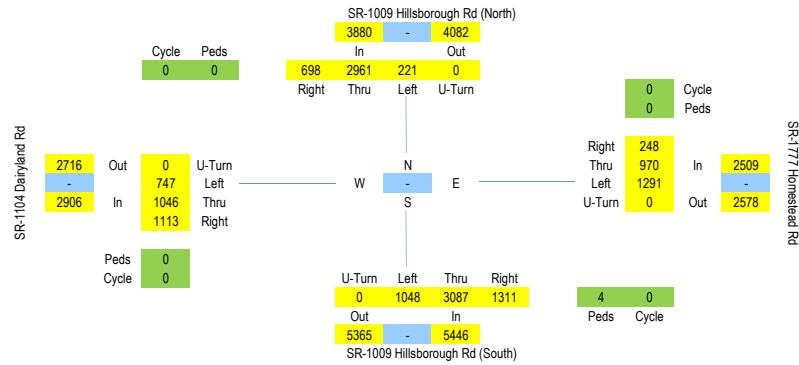 SR-1009 Hillsborough Rd (North)
3880 - 4082
Cycle Peds In Out
0 0 698 2961 221 0
Right Thru Left U-Turn
0 Cycle
0 Peds
SR-1104 Dairyland Rd
SR-1777 Homestead Rd
Right 248
2716 Out 0 U-Turn N Thru 970 In 2509
- 747 Left W - E Left 1291 -
2906 In 1046 Thru S U-Turn 0 Out 2578
1113 Right
Peds 0
Cycle 0
U-Turn Left Thru Right
0 1048 3087 1311 4 0
Out In Peds Cycle
5365 - 5446
SR-1009 Hillsborough Rd (South)